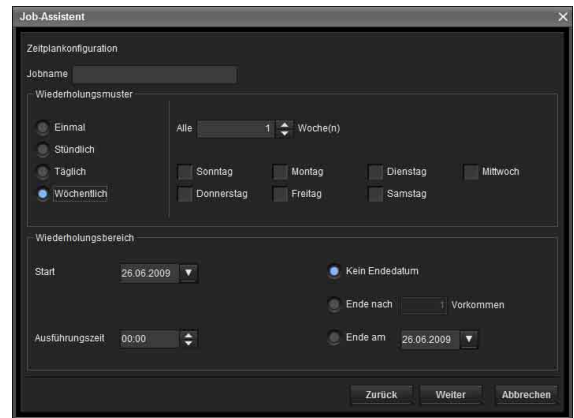 Job-Assistent
Zeitplankonfiguration
Jobname
Wiederholungsmuster
Einmal
Stündlich
Täglich
Wöchentlich
Alle 1 Woche(n)
Sonntag Montag Dienstag Mittwoch
Donnerstag Freitag Samstag
Wiederholungsbereich
Start 26.06.2009
Ausführungszeit 00:00
Kein Endedatum
Ende nach 1 Vorkommen
Ende am 26.06.2009
Zurück Weiter Abbrechen